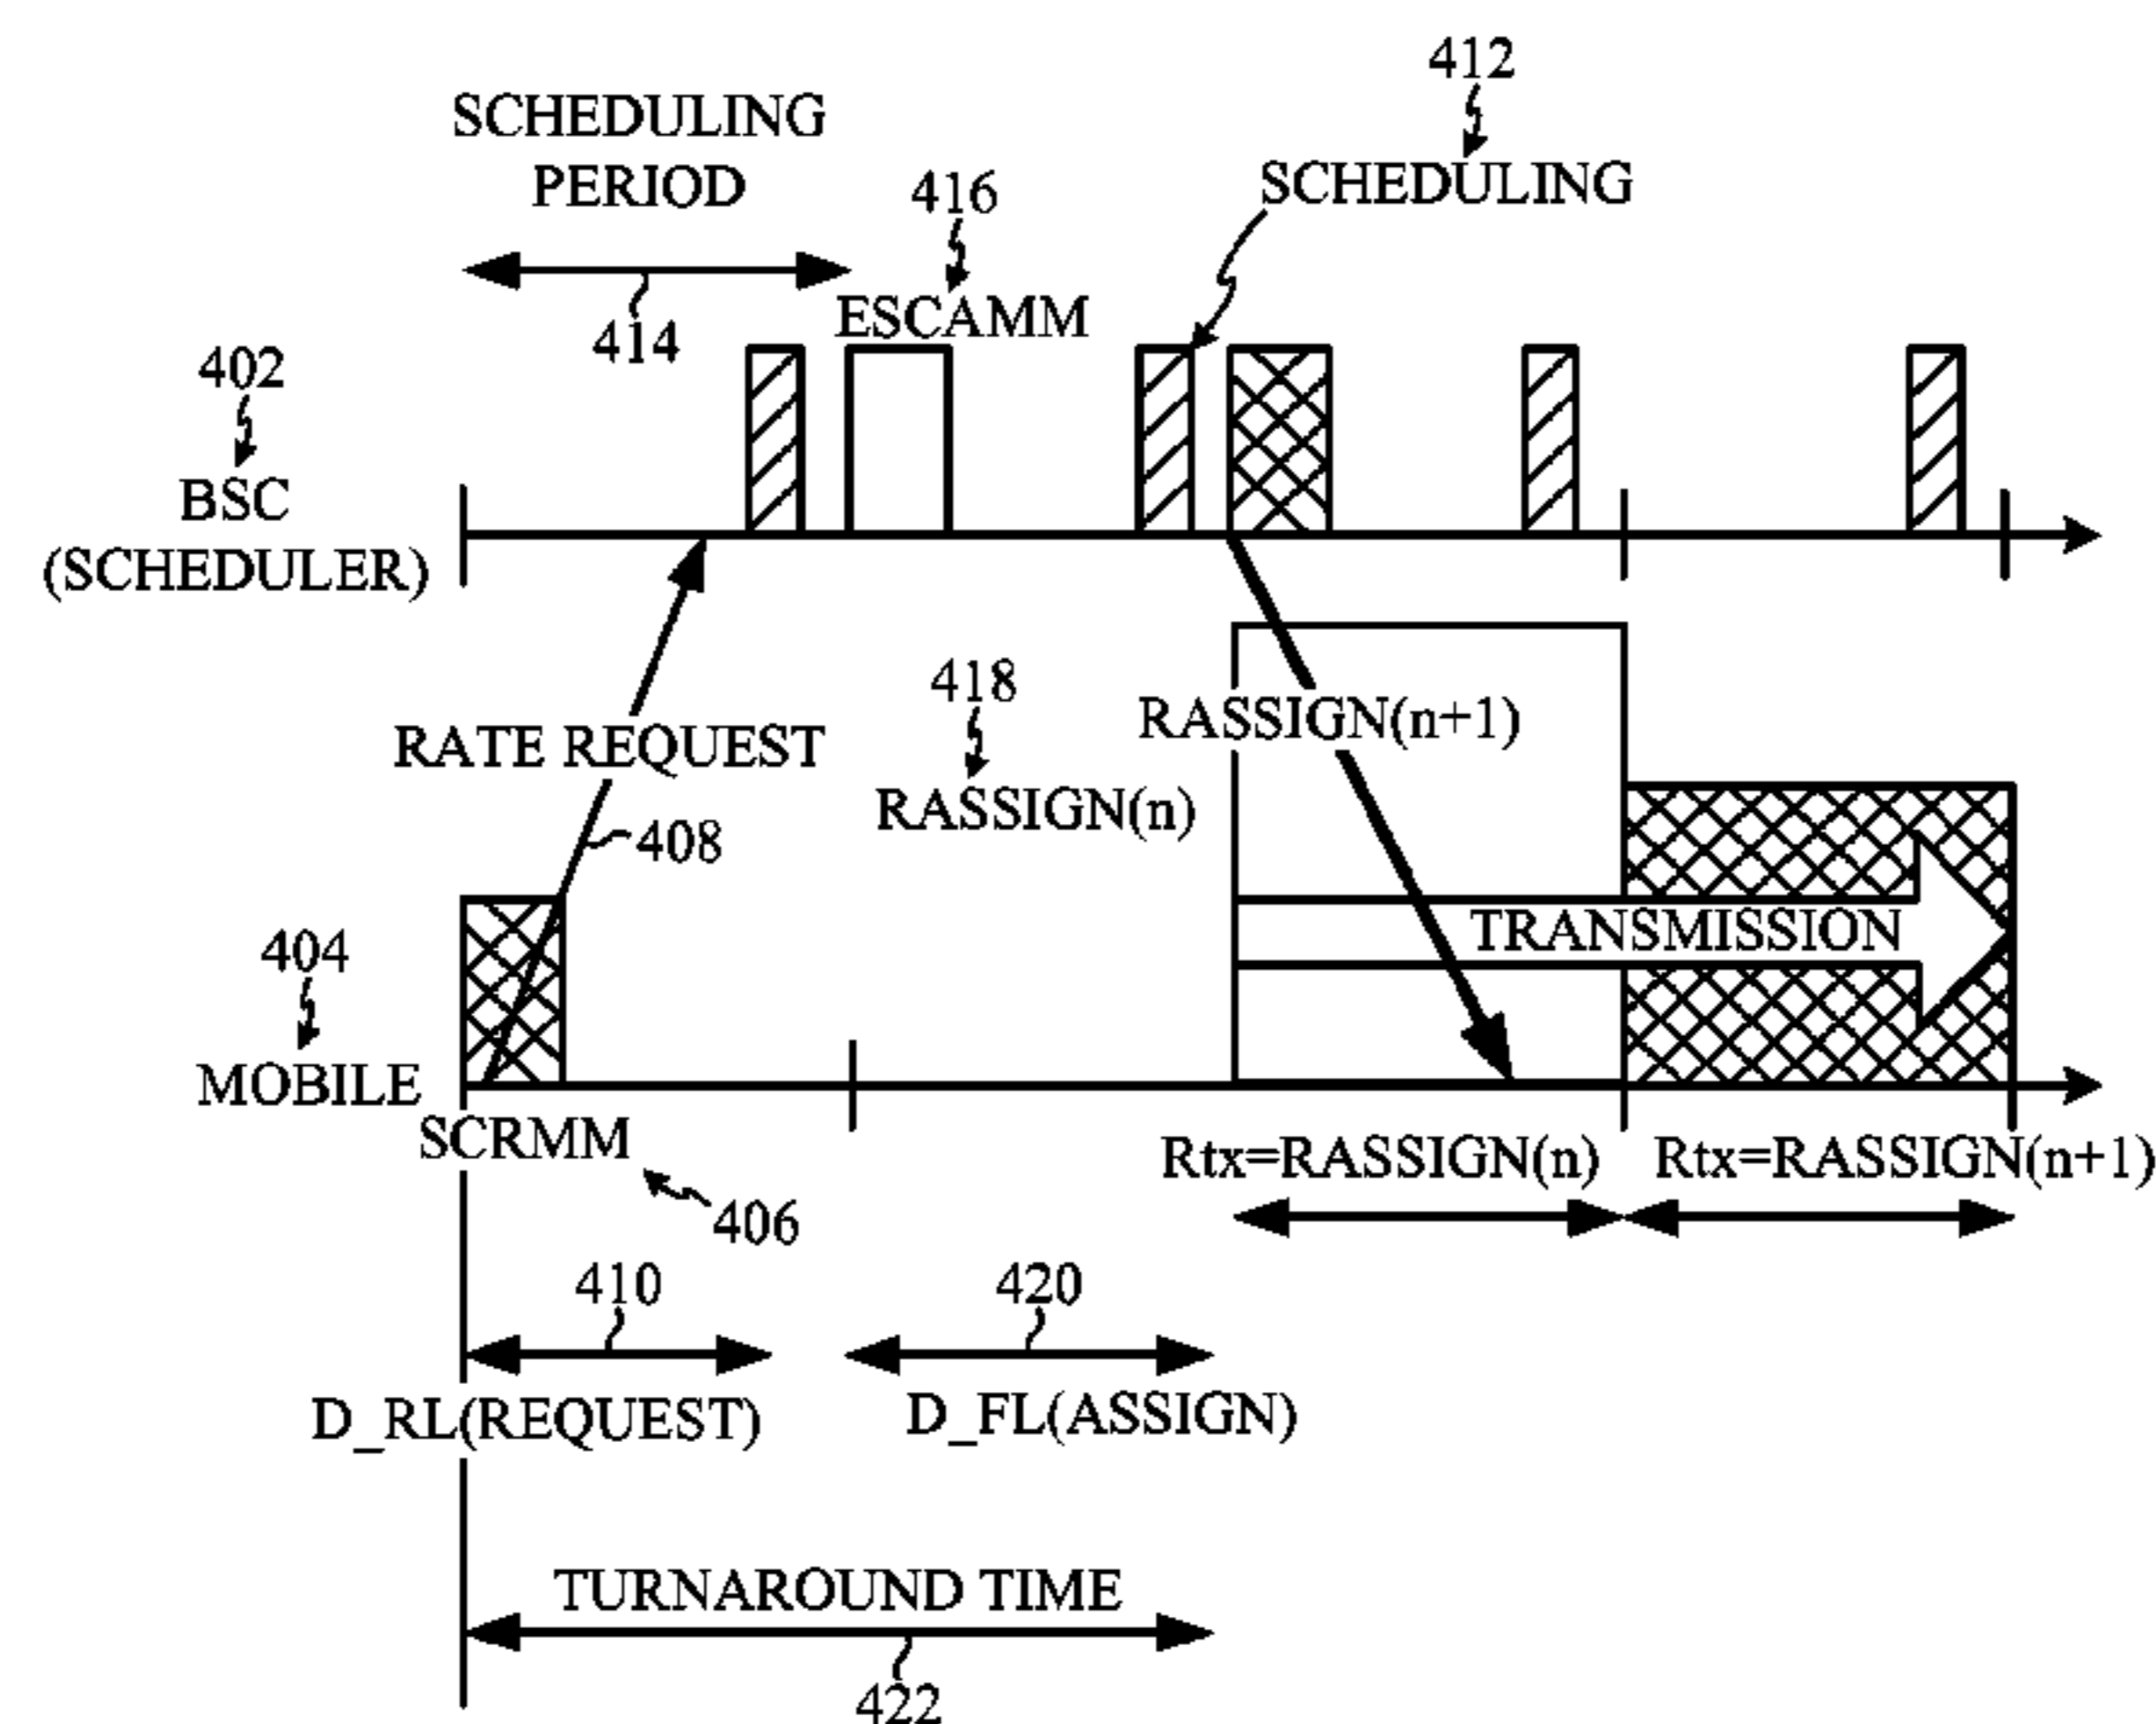 412
SCHEDULING
PERIOD
416
SCHEDULING
414
ESCAMM
402
BSC
(SCHEDULER)
418
RATE REQUEST
RASSIGN(n+1)
RASSIGN(n)
408
404
TRANSMISSION
MOBILE
SCRMM
406
Rtx=RASSIGN(n)
Rtx=RASSIGN(n+1)
410
420
D_RL(REQUEST)
D_FL(ASSIGN)
TURNAROUND TIME
422